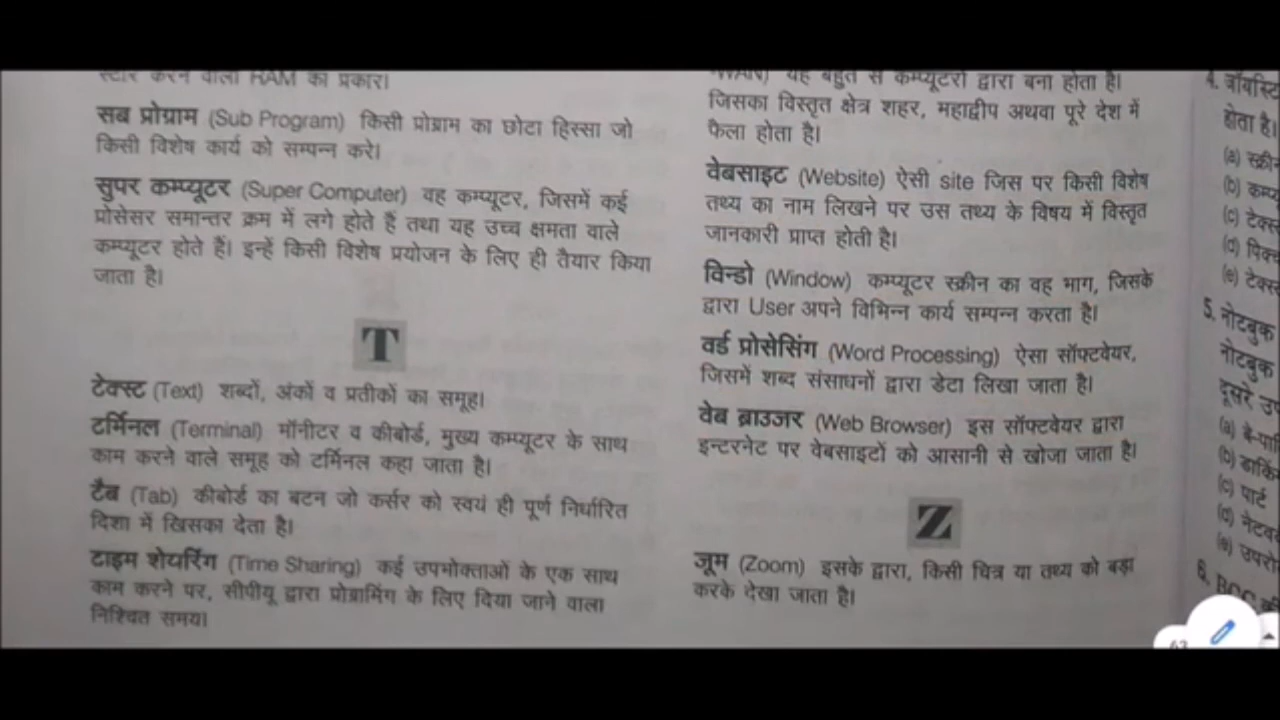 स्टोर करने वाली RAM का प्रकार।
सब प्रोग्राम (Sub Program) किसी प्रोग्राम का छोटा हिस्सा जो
किसी विशेष कार्य को सम्पन्न करे।
सुपर कम्प्यूटर (Super Computer) वह कम्प्यूटर, जिसमें कई
प्रोसेसर समान्तर क्रम में लगे होते हैं तथा यह उच्च क्षमता वाले
कम्प्यूटर होते हैं। इन्हें किसी विशेष प्रयोजन के लिए ही तैयार किया
जाता है।
T
टेक्स्ट (Text) शब्दों, अंकों व प्रतीकों का समूह।
टर्मिनल (Terminal) मॉनीटर व कीबोर्ड, मुख्य कम्प्यूटर के साथ
काम करने वाले समूह को टर्मिनल कहा जाता है।
टैब (Tab) कीबोर्ड का बटन जो कर्सर को स्वयं ही पूर्ण निर्धारित
दिशा में खिसका देता है।
टाइम शेयरिंग (Time Sharing) कई उपभोक्ताओं के एक साथ
काम करने पर, सीपीयू द्वारा प्रोग्रामिंग के लिए दिया जाने वाला
निश्चित समय।
WAN) यह बहुत से कम्प्यूटरों द्वारा बना होता है।
जिसका विस्तृत क्षेत्र शहर, महाद्वीप अथवा पूरे देश में
फैला होता है।
वेबसाइट (Website) ऐसी site जिस पर किसी विशेष
तथ्य का नाम लिखने पर उस तथ्य के विषय में विस्तृत
जानकारी प्राप्त होती है।
विन्डो (Window) कम्प्यूटर स्क्रीन का वह भाग, जिसके
द्वारा User अपने विभिन्न कार्य सम्पन्न करता है।
वर्ड प्रोसेसिंग (Word Processing) ऐसा सॉफ्टवेयर,
जिसमें शब्द संसाधनों द्वारा डेटा लिखा जाता है।
वेब ब्राउजर (Web Browser) इस सॉफ्टवेयर द्वारा
इन्टरनेट पर वेबसाइटों को आसानी से खोजा जाता है।
Z
जूम (Zoom) इसके द्वारा, किसी चित्र या तथ्य को बड़ा
करके देखा जाता है।
4.
होता है।
(a)
(b)
(c)
(d)
(e)
5. नोटबुक
नोटबुक
दूसरे
(a)
(b)
(c) पार्ट
(d)
(e)
6.